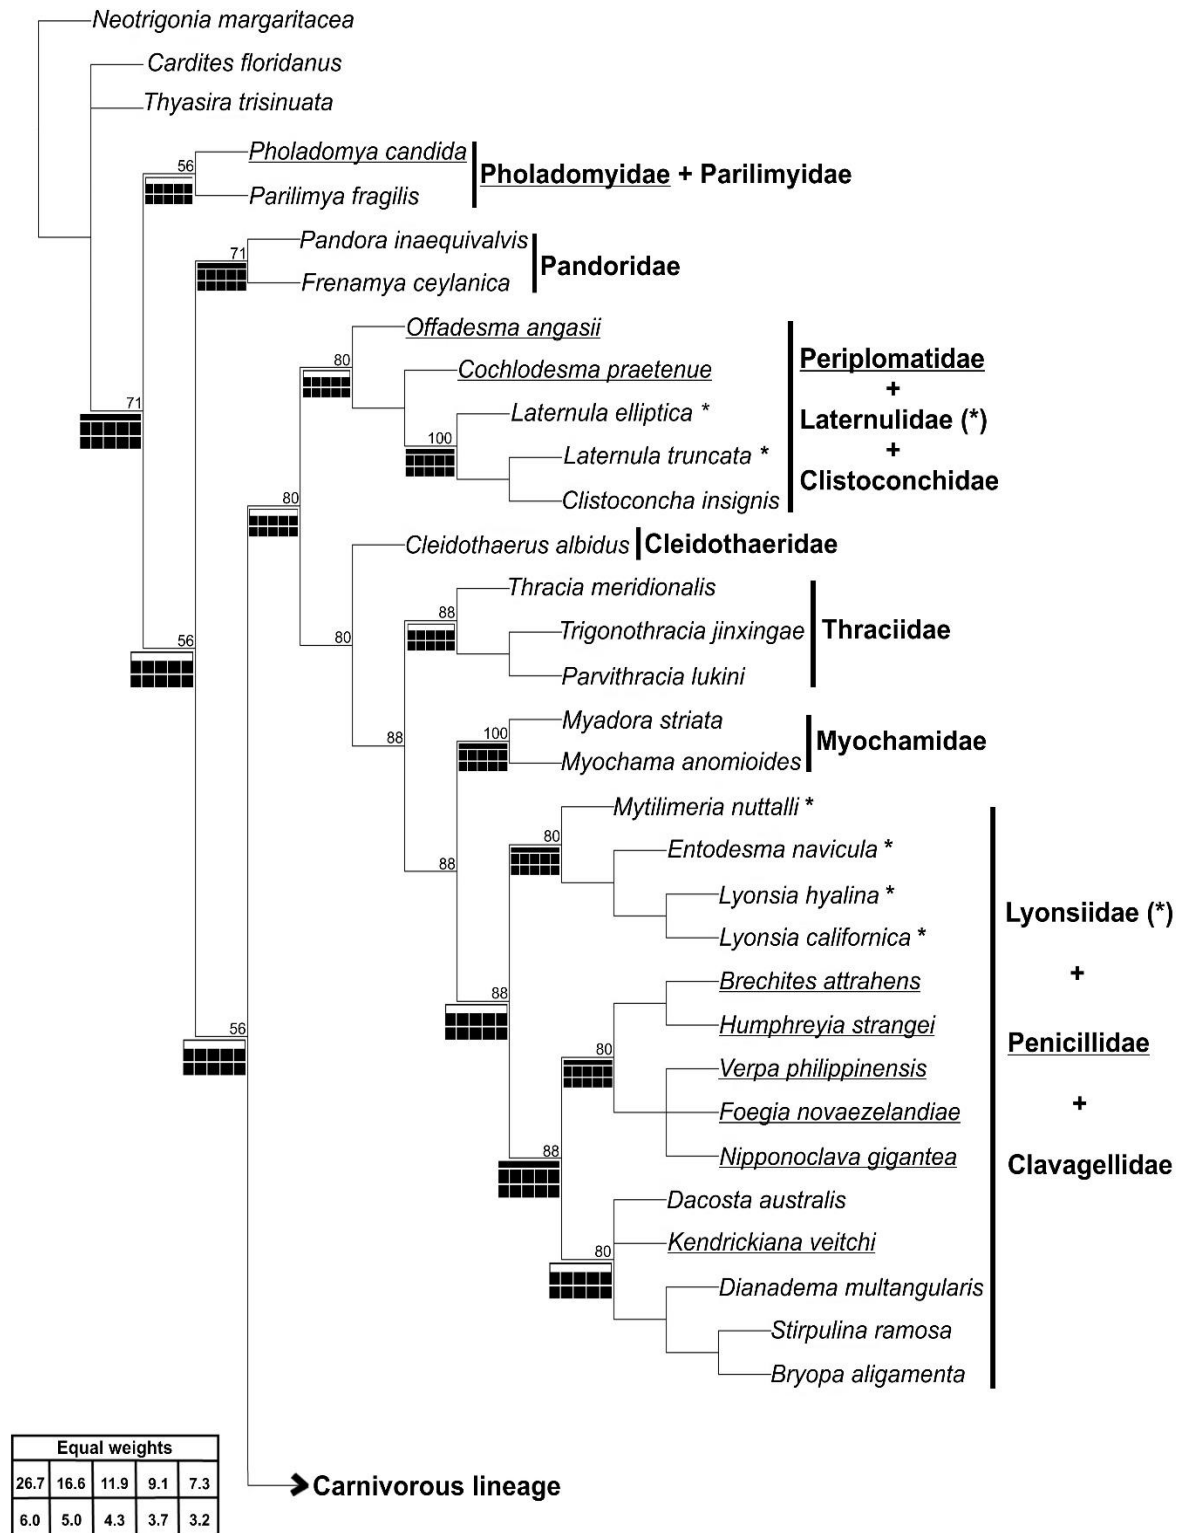 Neotrigonia margaritacea
Cardites floridanus
Thyasira trisinuata
56
Pholadomya candida
Parilimya fragilis
Pholadomyidae + Parilimyidae
71
Pandora inaequivalvis
Frenamya ceylanica
Pandoridae
Offadesma angasii
80
Cochlodesma praetenue
Laternula elliptica *
100
Laternula truncata *
Clistoconcha insignis
Periplomatidae
+
Laternulidae (*)
+
Clistoconchidae
71
80
Cleidothaerus albidus
Cleidothaeridae
Thracia meridionalis
88
Trigonothracia jinxingae
Parvithracia lukini
Thraciidae
56
80
Myadora striata
100
Myochama anomioides
Myochamidae
88
Mytilimeria nuttalli *
80
Entodesma navicula *
88
Lyonsia hyalina *
Lyonsia californica *
Brechites attrahens
88
Humphreyia strangei
56
80
Verpa philippinensis
Foegia novaezelandiae
Nipponoclava gigantea
88
Dacosta australis
Kendrickiana veitchi
80
Dianadema multangularis
Stirpulina ramosa
Bryopa aligamenta
Lyonsiidae (*)
+
Penicillidae
+
Clavagellidae
Carnivorous lineage
Equal weights
26.7 16.6 11.9 9.1 7.3
6.0 5.0 4.3 3.7 3.2